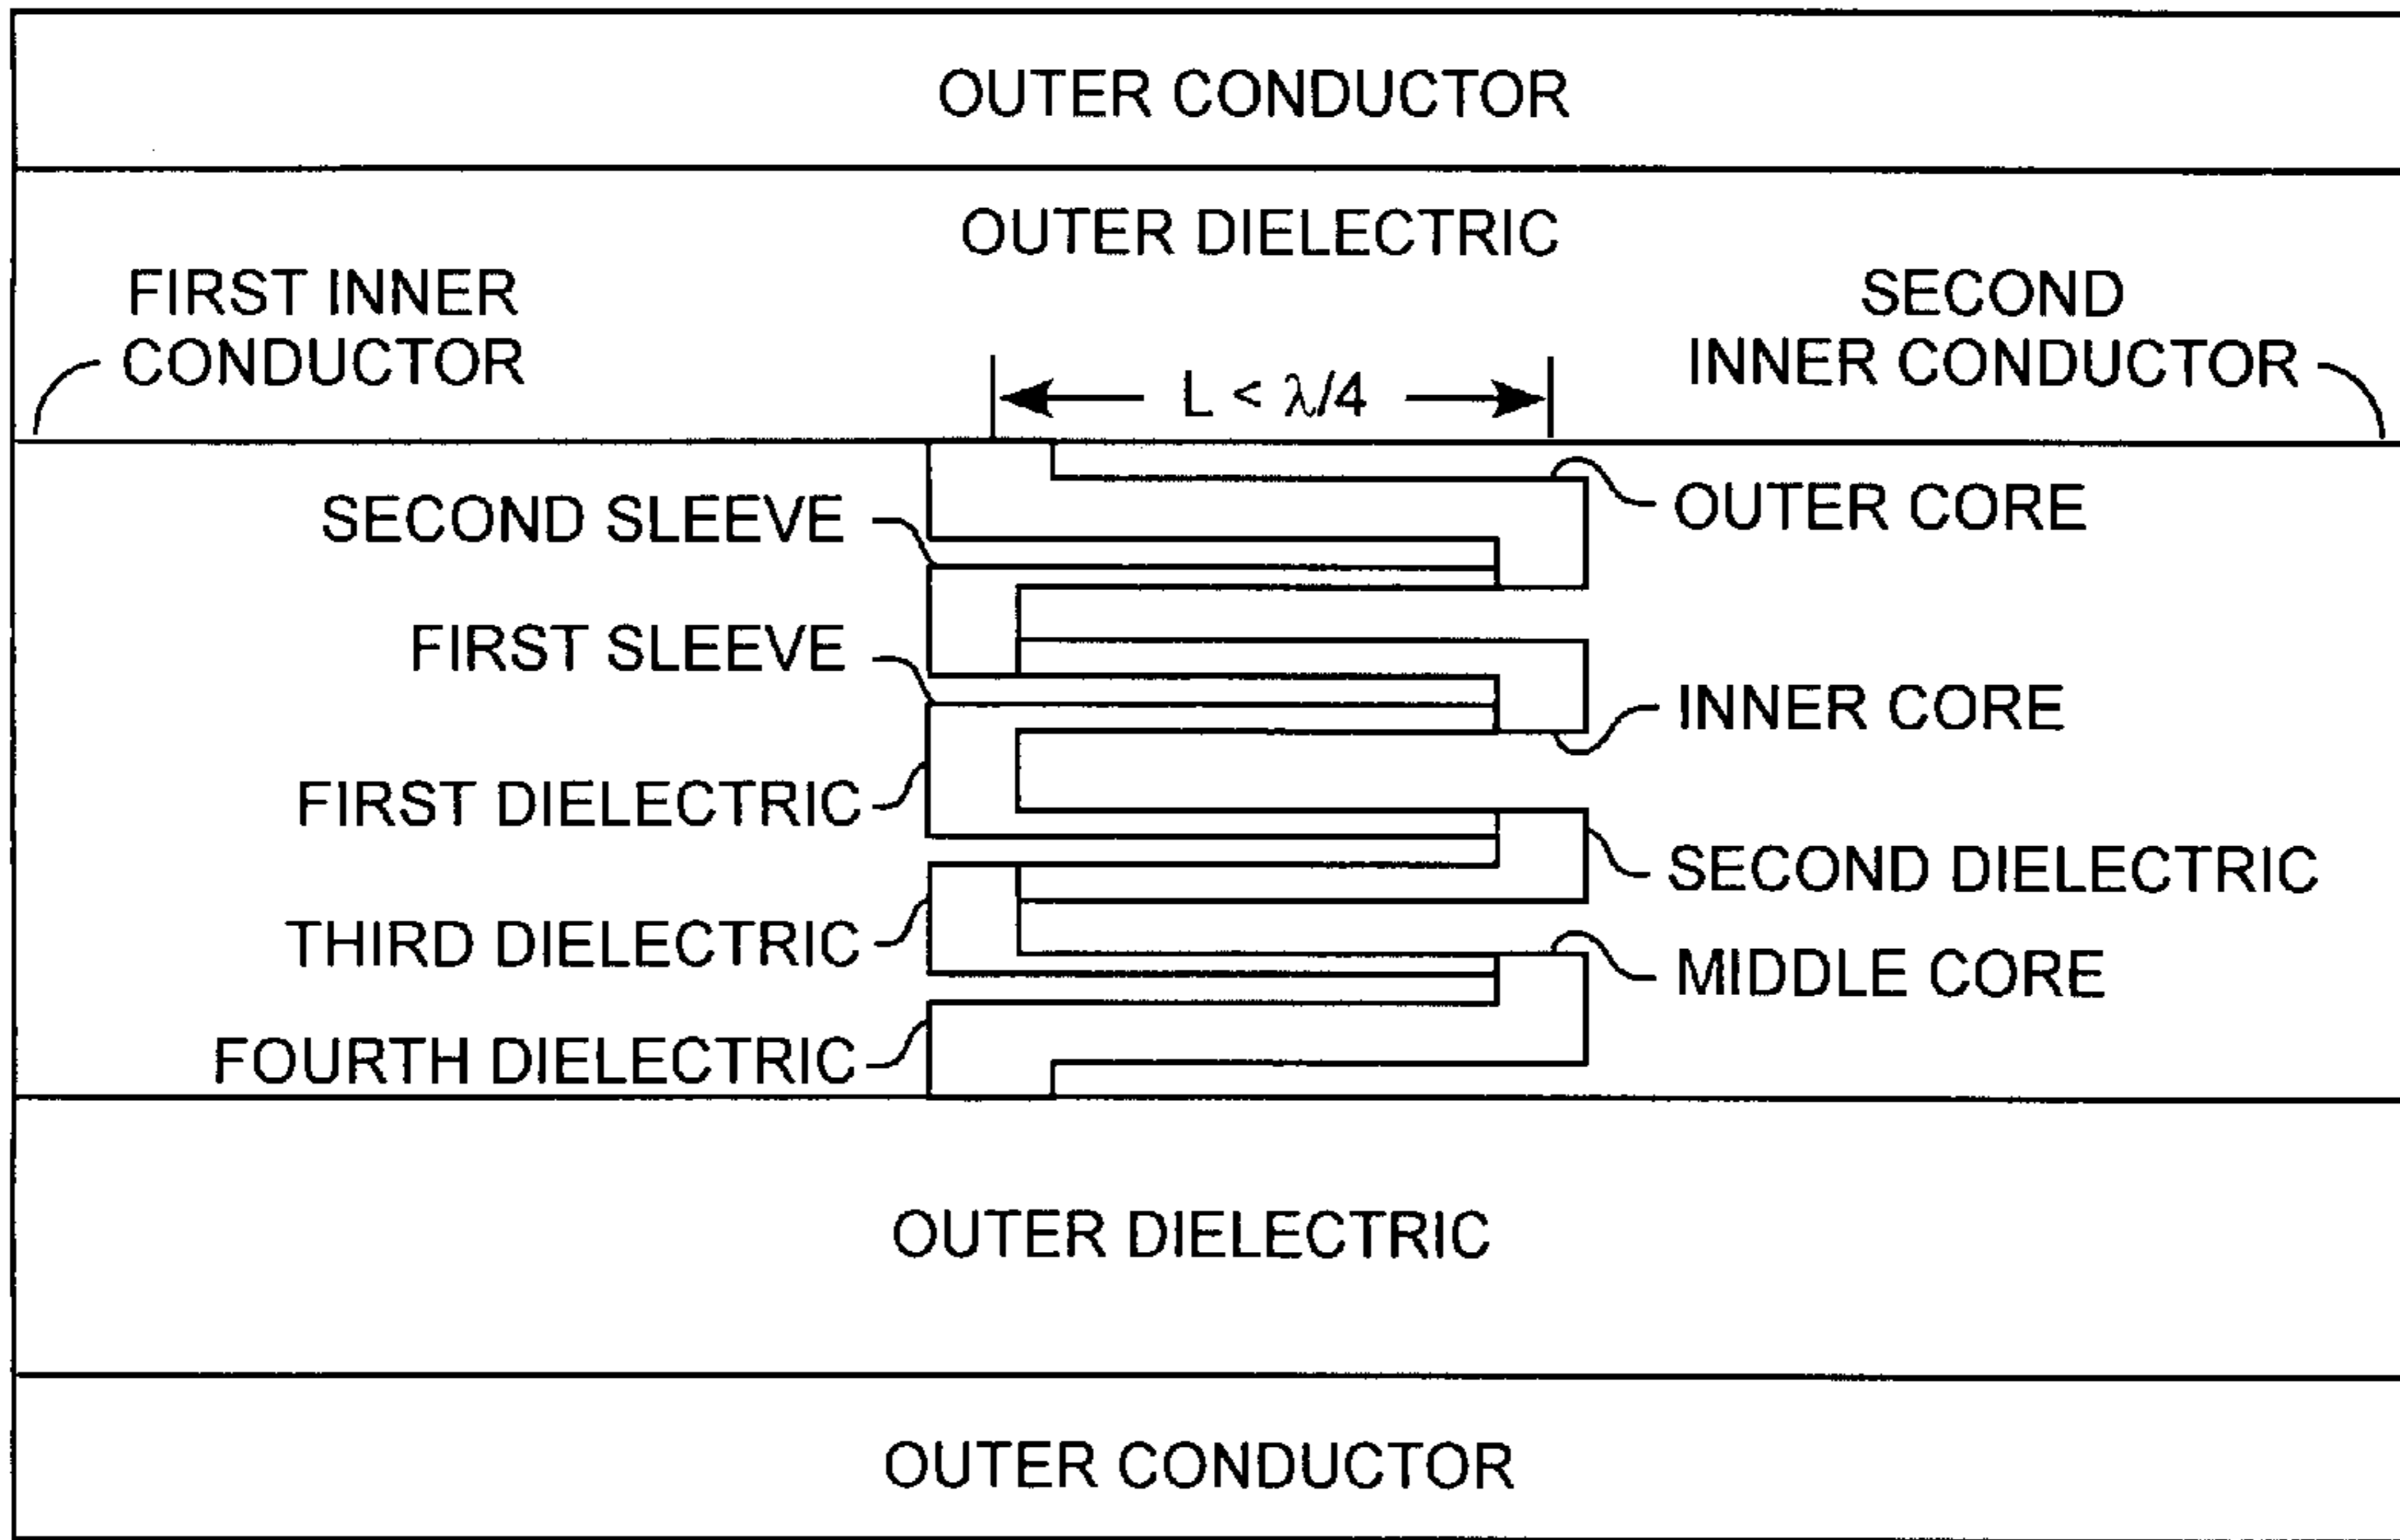 OUTER CONDUCTOR
OUTER DIELECTRIC
FIRST INNER
CONDUCTOR
SECOND
INNER CONDUCTOR
L < λ/4
SECOND SLEEVE
OUTER CORE
FIRST SLEEVE
INNER CORE
FIRST DIELECTRIC
SECOND DIELECTRIC
THIRD DIELECTRIC
MIDDLE CORE
FOURTH DIELECTRIC
OUTER DIELECTRIC
OUTER CONDUCTOR